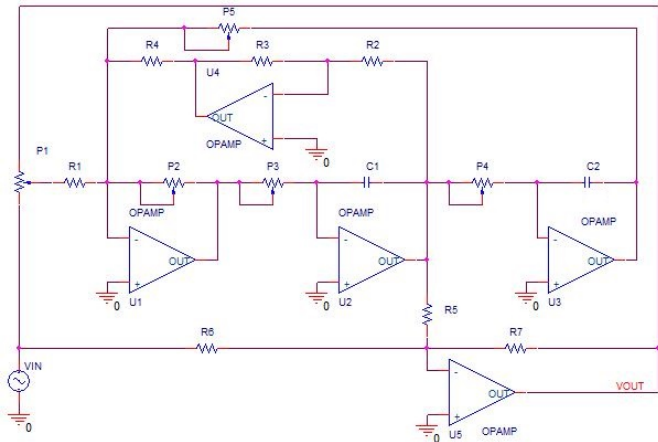 P5
R4
R3
R2
U4
-
OUT
+
OPAMP
0
P1
R1
P2
P3
C1
P4
C2
OPAMP
OPAMP
OPAMP
-
OUT
+
U1
0
-
OUT
+
U2
0
-
OUT
+
U3
0
R5
R6
R7
VIN
0
-
OUT
+
U5
OPAMP
0
VOUT